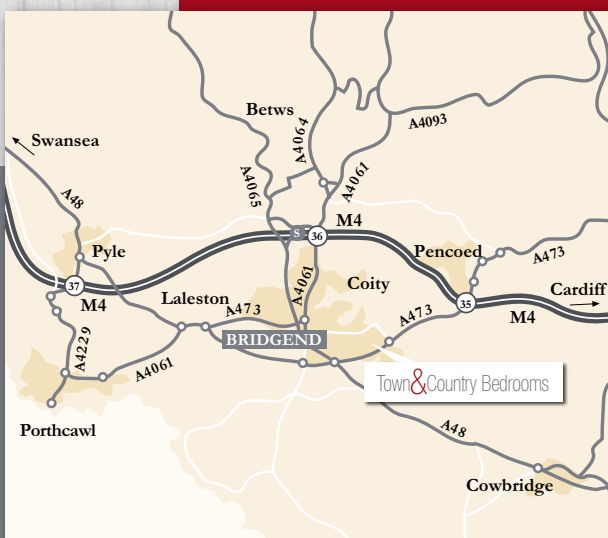 Betws
A4093
A4064
Swansea
A4061
A4065
A48
M4
S
36
Pyle
Pencoed
A473
37
Coity
Cardiff
M4
Laleston
A4061
35
A473
A473
M4
BRIDGEND
A4229
A4061
Town&Country Bedrooms
Porthcawl
A48
Cowbridge